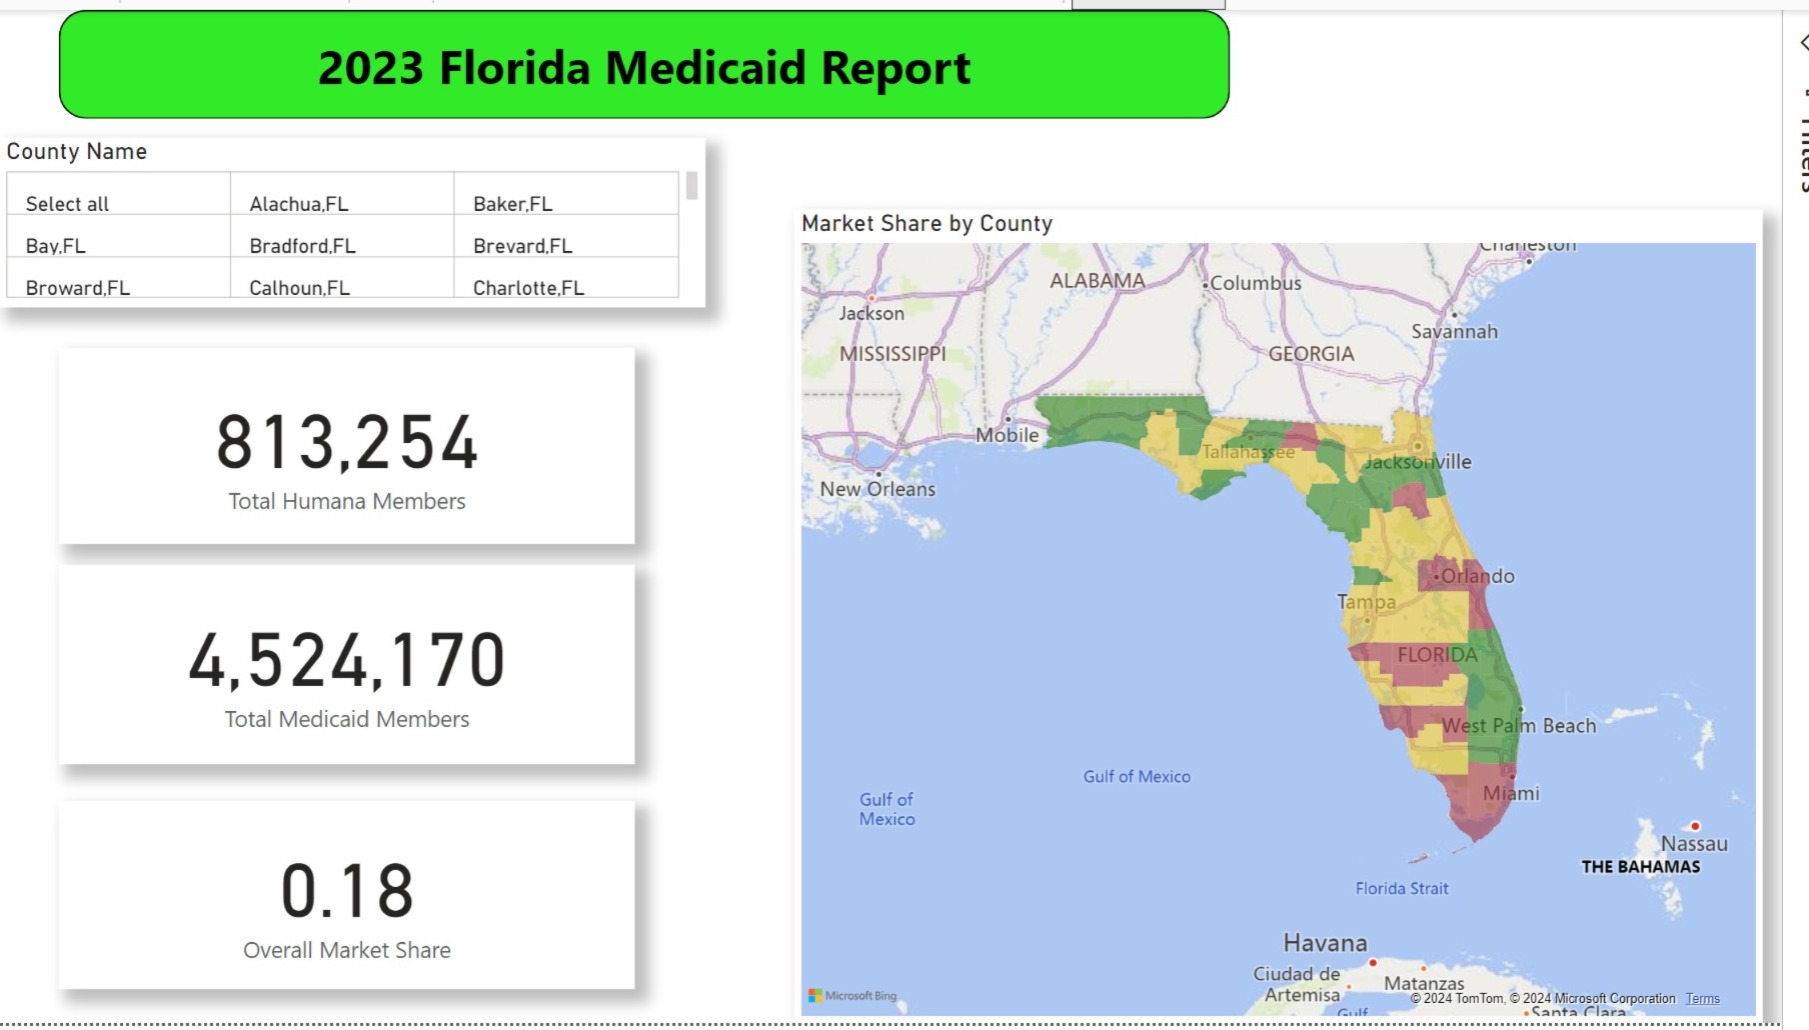 2023 Florida Medicaid Report
Filters
County Name
Select all
Alachua,FL
Baker,FL
Bay,FL
Bradford,FL
Brevard,FL
Broward,FL
Calhoun,FL
Charlotte,FL
813,254
Total Humana Members
4,524,170
Total Medicaid Members
0.18
Overall Market Share
Market Share by County
Charleston
ALABAMA
Columbus
Jackson
Savannah
MISSISSIPPI
GEORGIA
Mobile
Tallahassee
Jacksonville
New Orleans
Orlando
Tampa
FLORIDA
West Palm Beach
Gulf of Mexico
Miami
Gulf of
Mexico
Nassau
THE BAHAMAS
Florida Strait
Havana
Ciudad de
Artemisa
Matanzas
Microsoft Bing
© 2024 TomTom, © 2024 Microsoft Corporation Terms
Gulf
Santa Clara